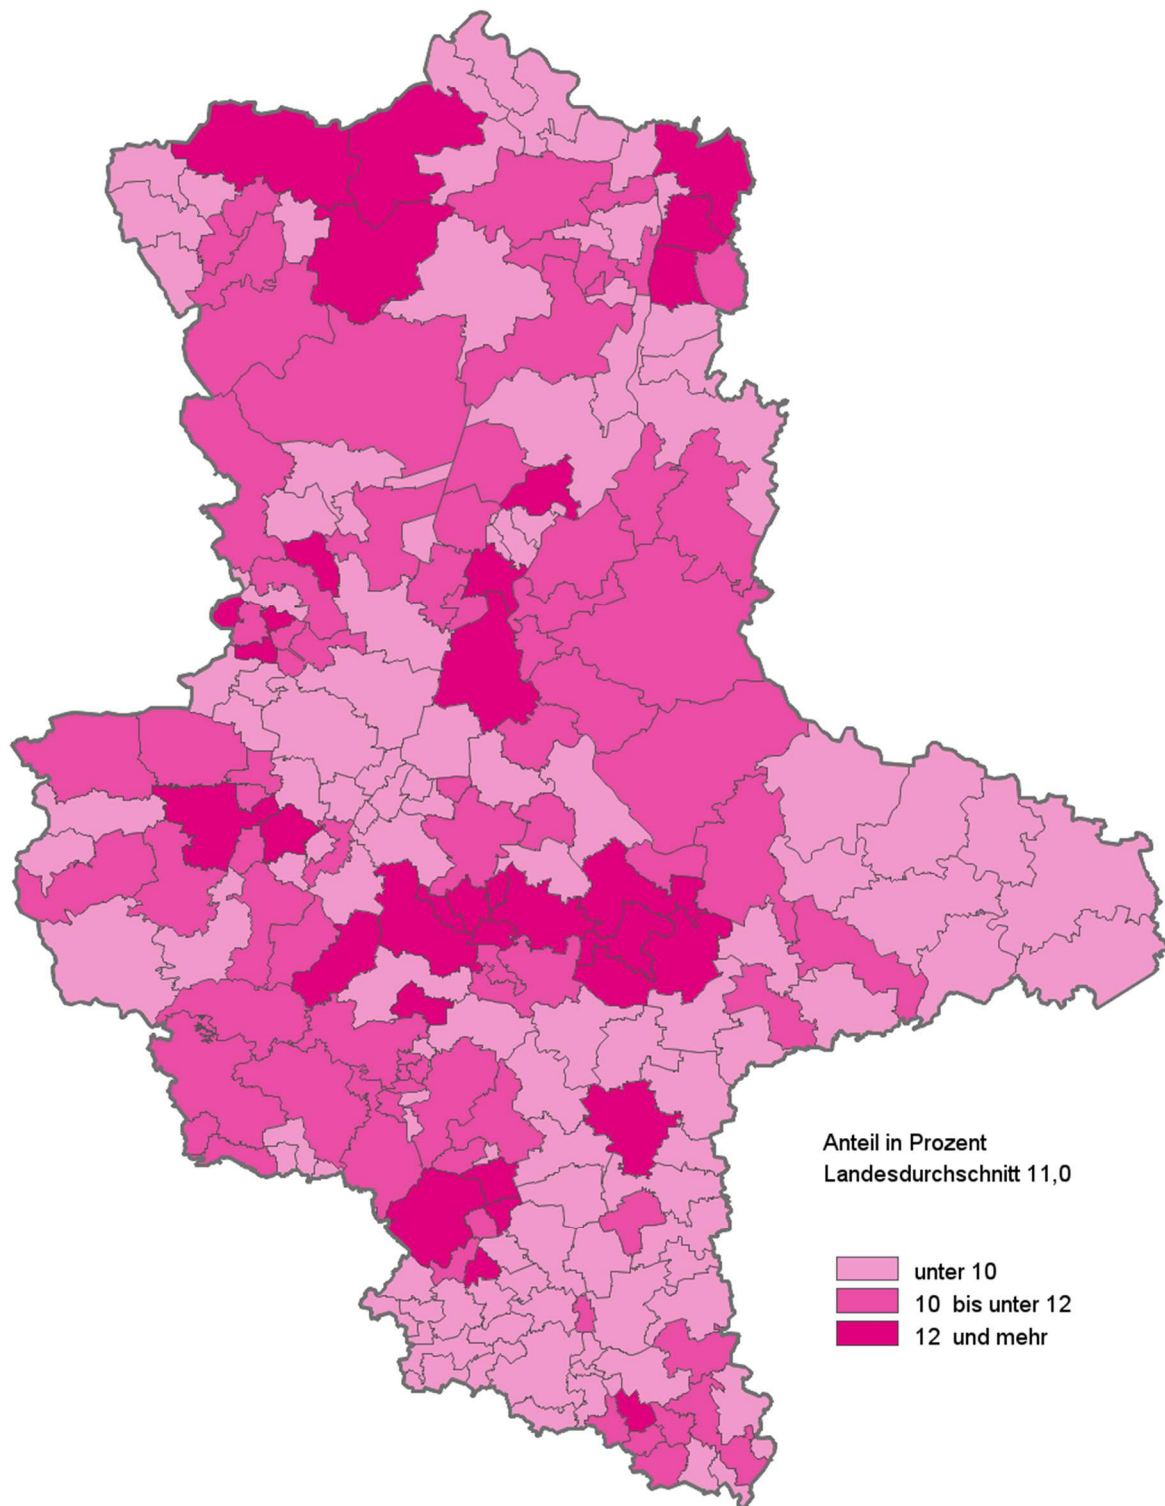 Anteil in Prozent
Landesdurchschnitt 11,0
unter 10
10 bis unter 12
12 und mehr